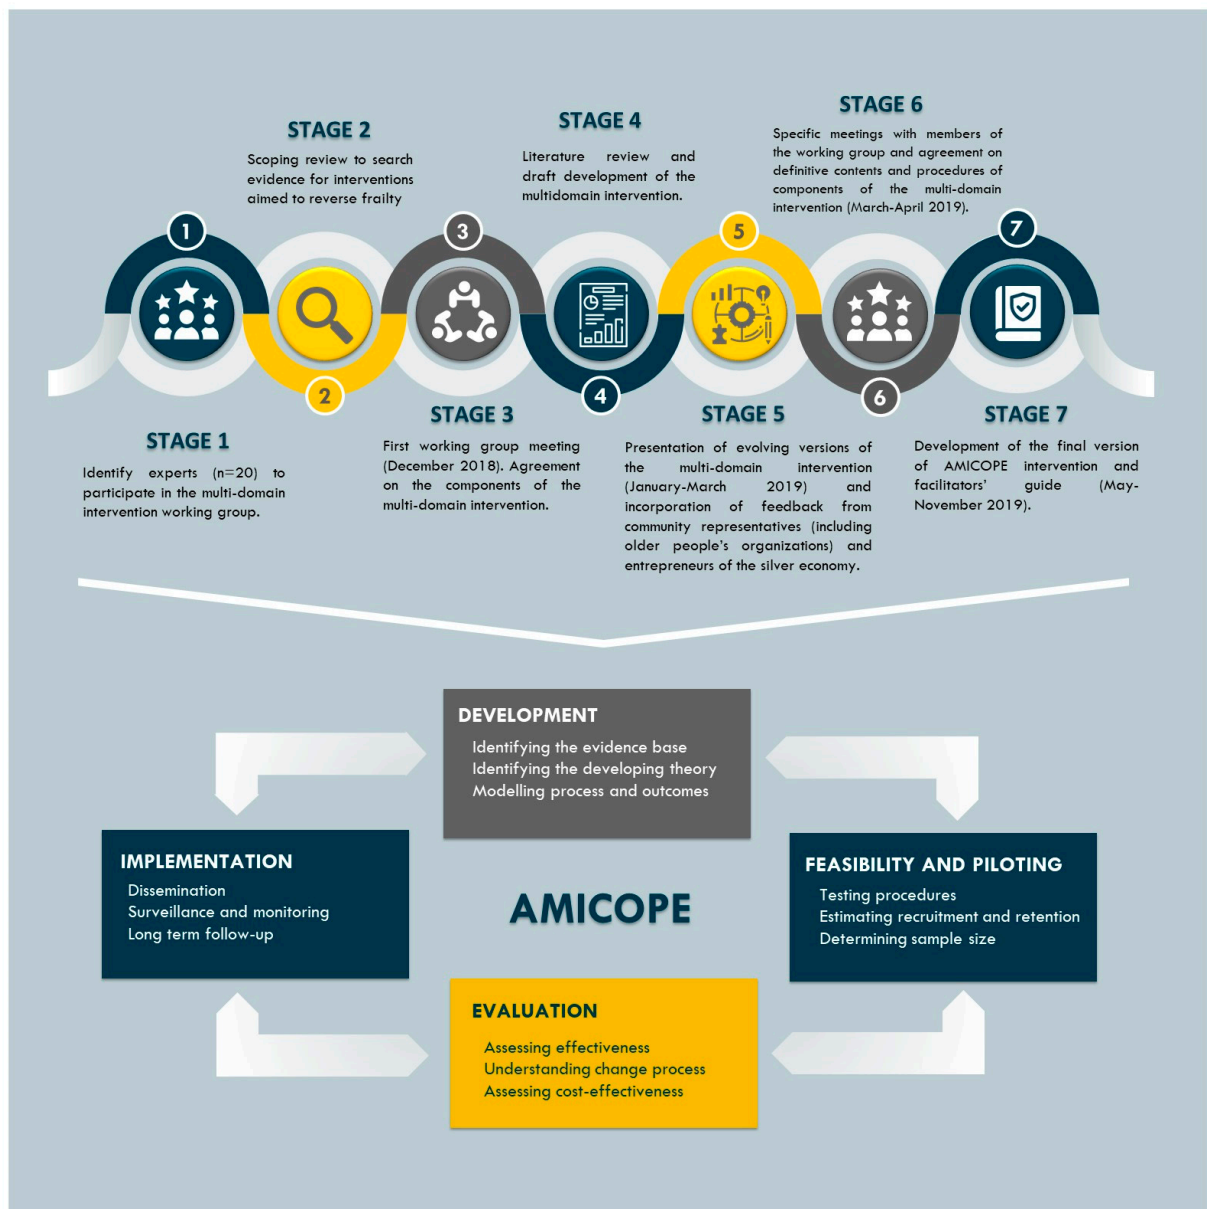 STAGE 1
Identify experts (n=20) to
participate in the multi-domain
intervention working group.
STAGE 2
Scoping review to search
evidence for interventions
aimed to reverse frailty
STAGE 3
First working group meeting
(December 2018). Agreement
on the components of the
multi-domain intervention.
STAGE 4
Literature review and
draft development of the
multidomain intervention.
STAGE 5
Presentation of evolving versions of
the multi-domain intervention
(January-March 2019) and
incorporation of feedback from
community representatives (including
older people's organizations) and
entrepreneurs of the silver economy.
STAGE 6
Specific meetings with members of
the working group and agreement on
definitive contents and procedures of
components of the multi-domain
intervention (March-April 2019).
STAGE 7
Development of the final version
of AMICOPE intervention and
facilitators' guide (May-
November 2019).
1
2
3
4
5
6
7
DEVELOPMENT
Identifying the evidence base
Identifying the developing theory
Modelling process and outcomes
IMPLEMENTATION
Dissemination
Surveillance and monitoring
Long term follow-up
AMICOPE
FEASIBILITY AND PILOTING
Testing procedures
Estimating recruitment and retention
Determining sample size
EVALUATION
Assessing effectiveness
Understanding change process
Assessing cost-effectiveness